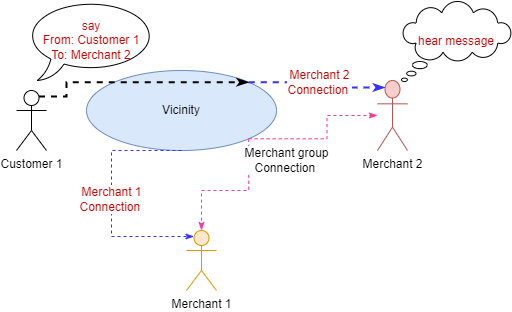 say
From: Customer 1
To: Merchant 2
hear message
Merchant 2
Connection
Vicinity
Customer 1
Merchant group
Connection
Merchant 2
Merchant 1
Connection
Merchant 1